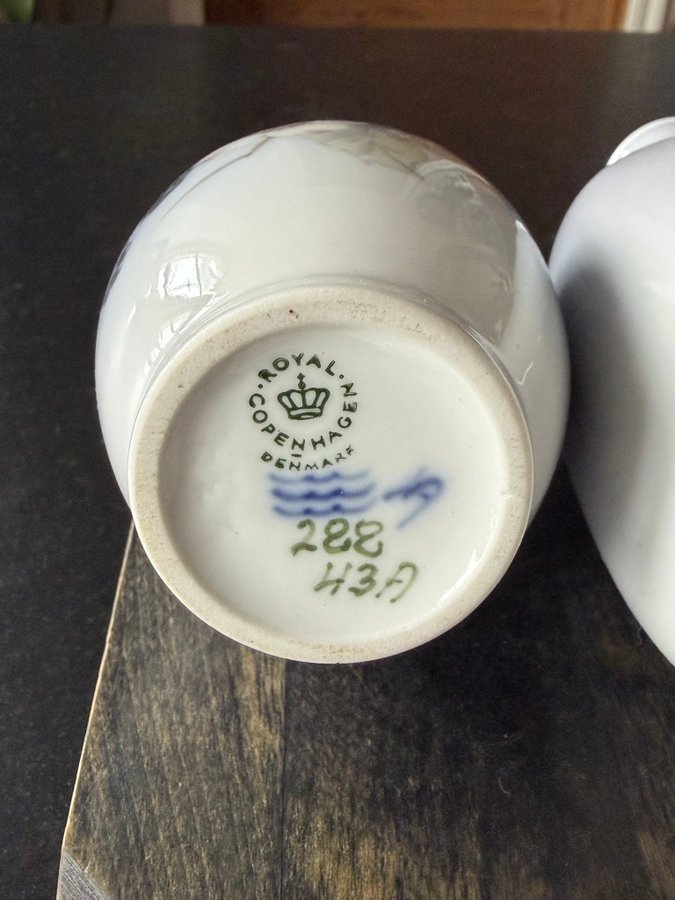 ROYAL
COPENHAGEN
DENMARK
288
43A